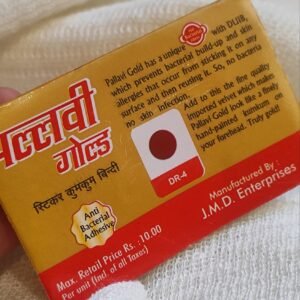 पल्लवी
गोल्ड
स्टिकर कुमकुम बिन्दी
Anti
Bacterial
Adhesive
Max. Retail Price Rs. :10.00
Per unit (Incl. of all Taxes)
Pallavi Gold has a unique with DLIB,
which prevents bacterial build-up and skin
allergies that occur from sticking it on any
surface and then reusing it. So, no bacteria
no skin infection.
Add to this the fine quality
imported velvet which makes
Pallavi Gold look like a finely
hand-painted kumkum on
your forehead. Truly gold
DR-4
Manufactured By :
J.M.D. Enterprises